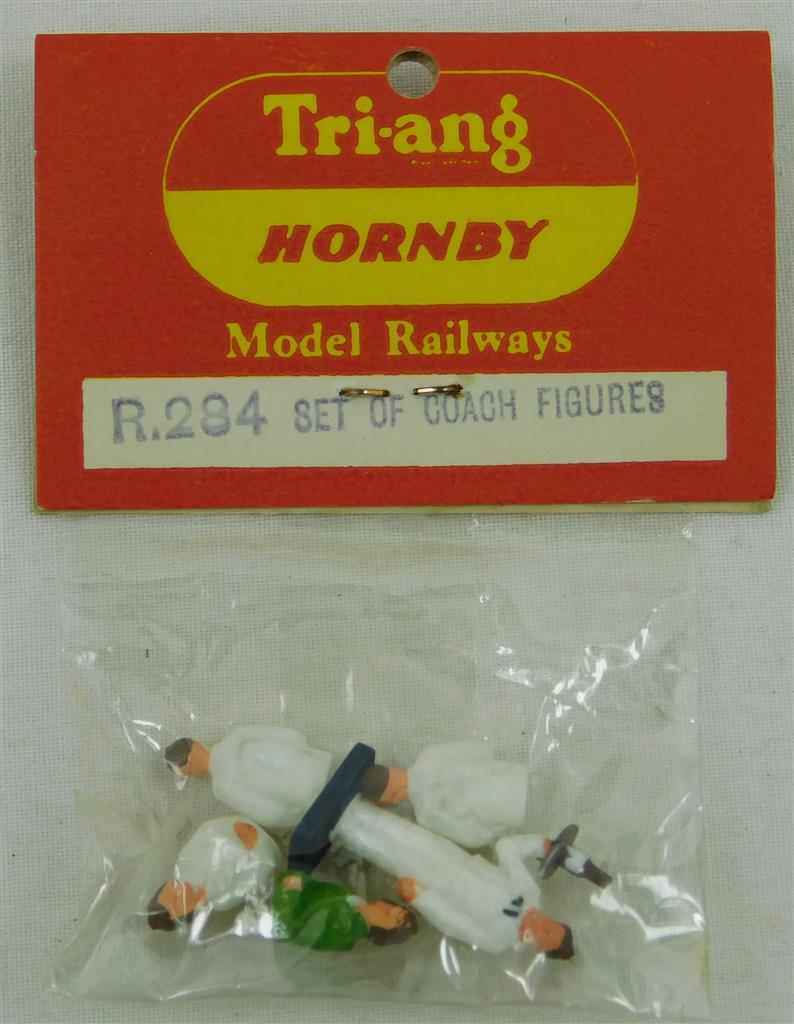 Tri-ang
HORNBY
Model Railways
R.284 SET OF COACH FIGURES